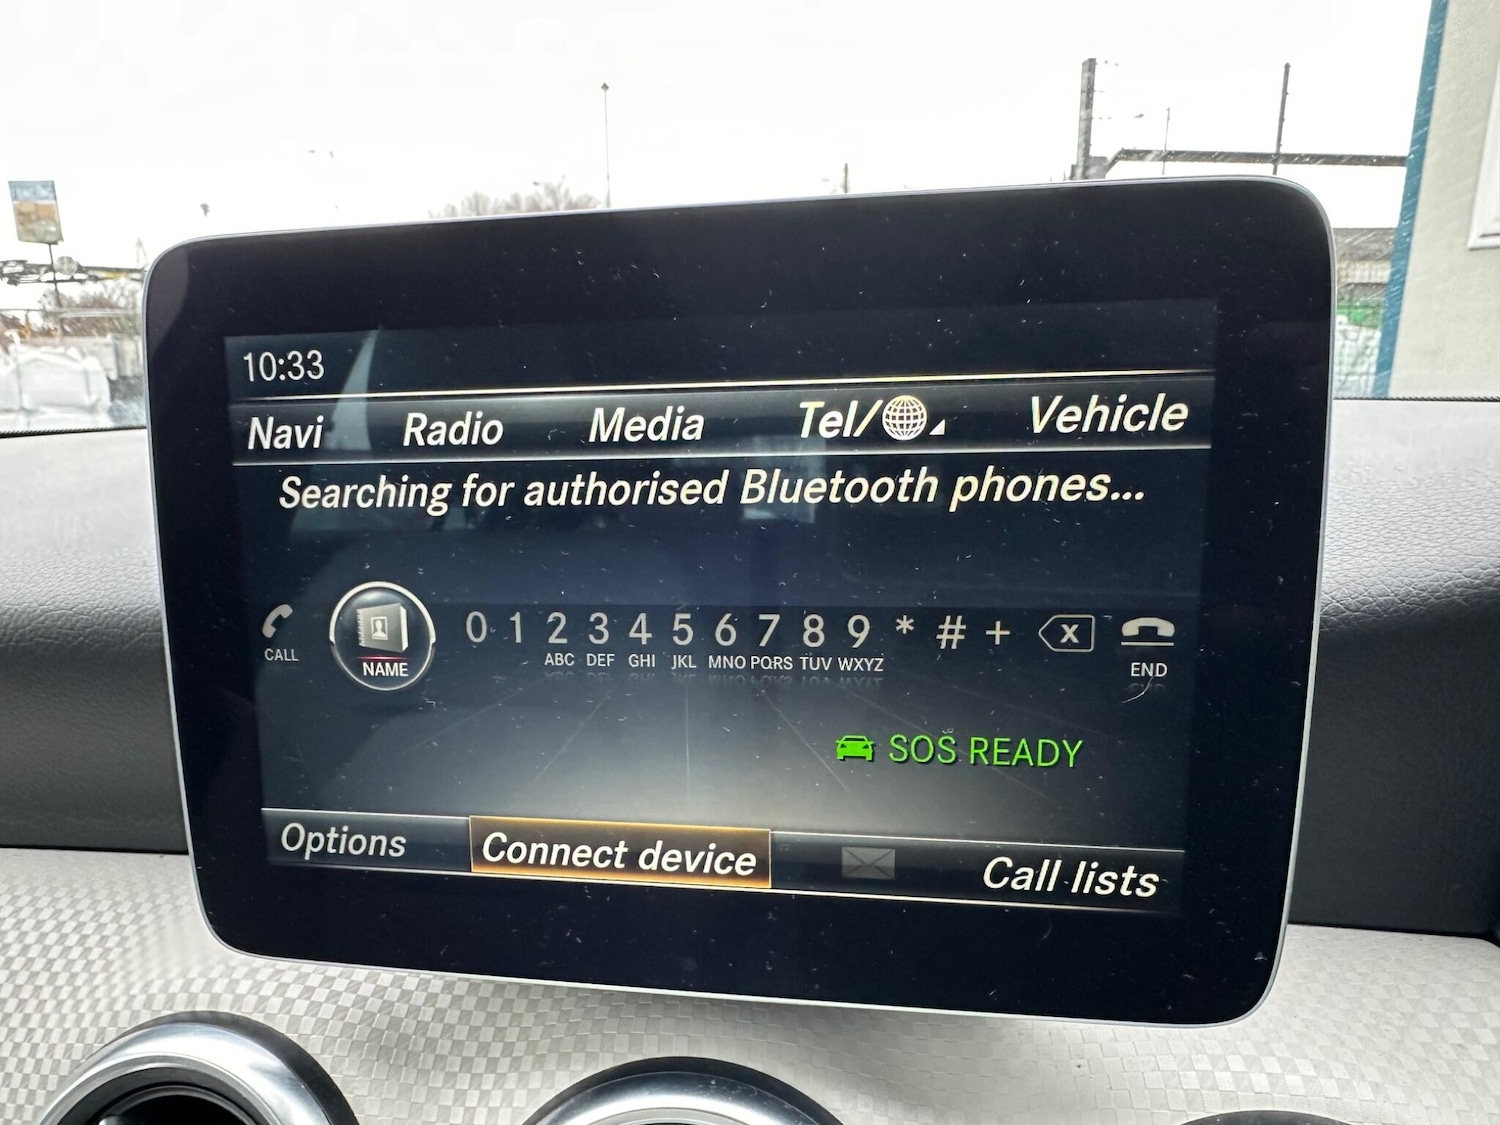 10:33
Navi Radio Media Tel/ Vehicle
Searching for authorised Bluetooth phones...
0 1 2 3 4 5 6 7 8 9 * # + X
CALL NAME ABC DEF GHI JKL MNO PQRS TUV WXYZ END
SOS READY
Options Connect device Call lists